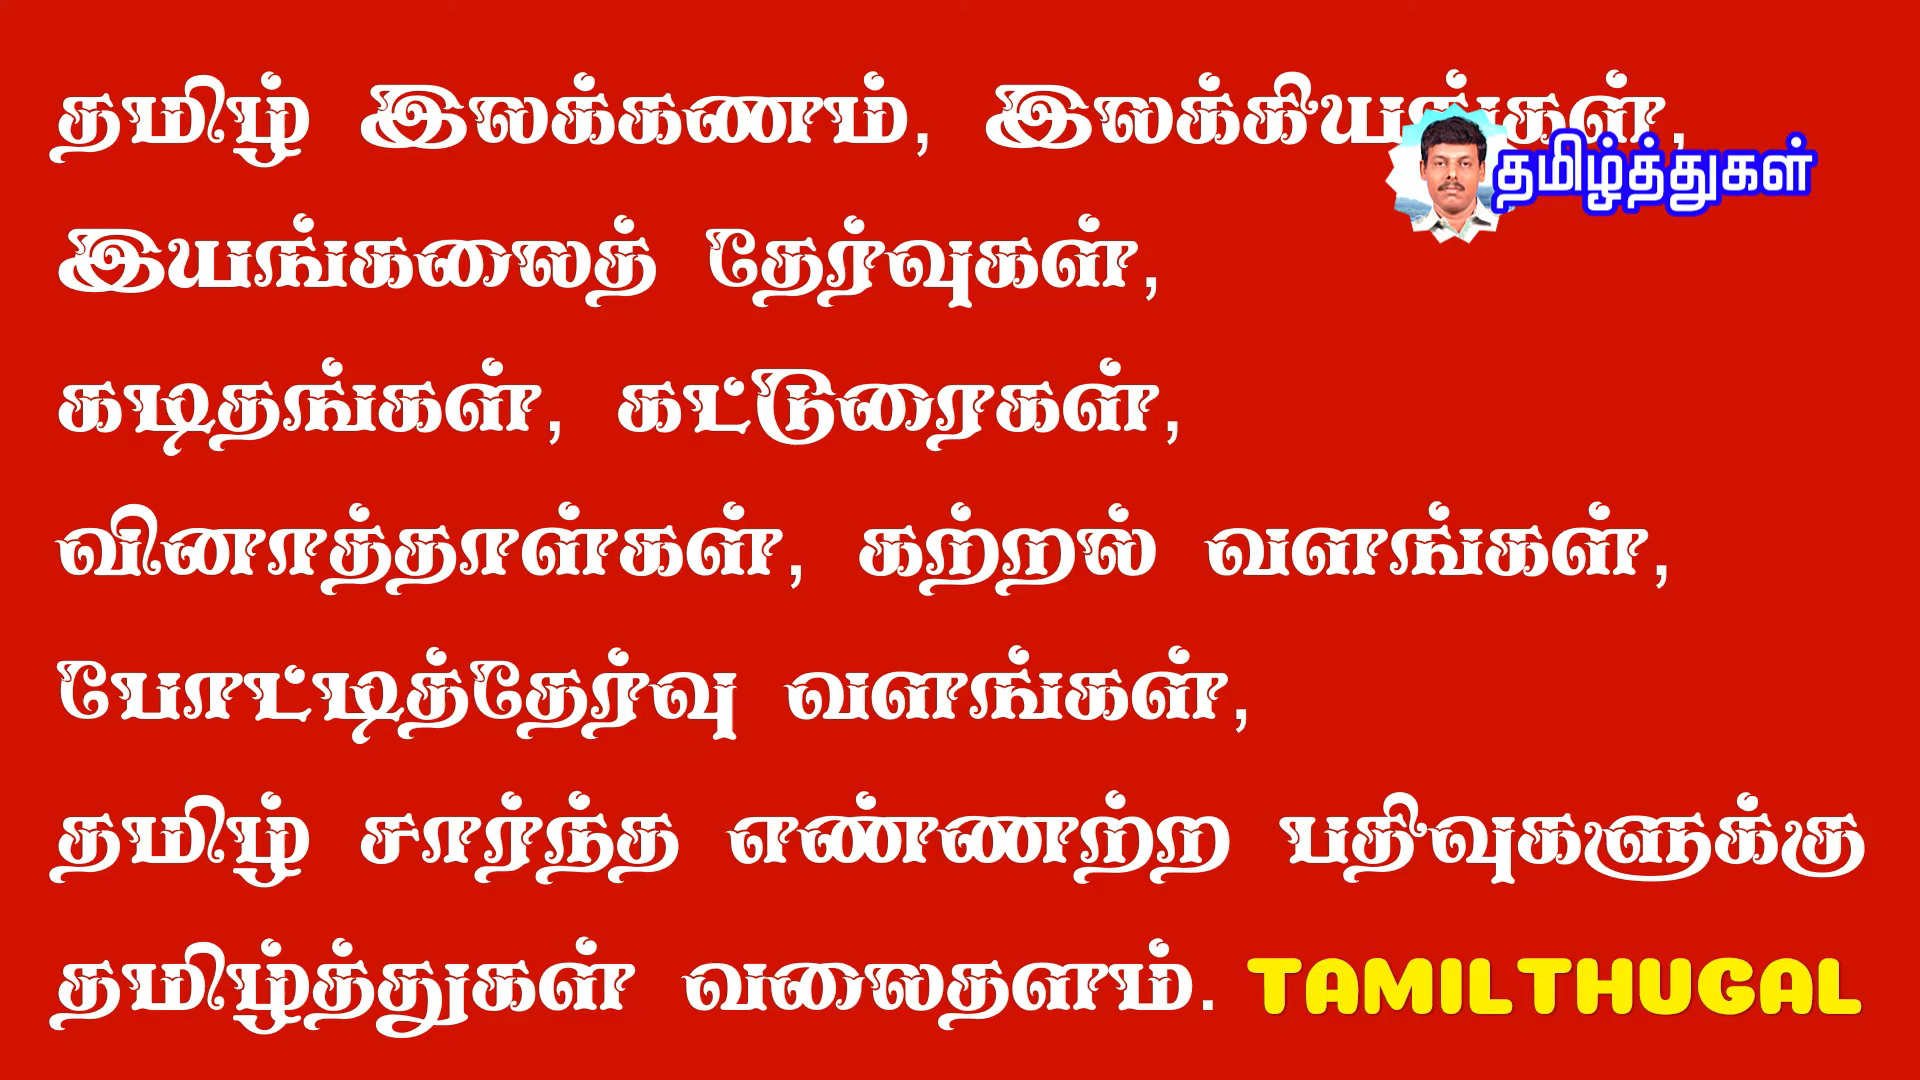 தமிழ் இலக்கணம், இலக்கியங்கள்,
தமிழ்த்துகள்
இயங்கலைத் தேர்வுகள்,
கடிதங்கள், கட்டுரைகள்,
வினாத்தாள்கள், கற்றல் வளங்கள்,
போட்டித்தேர்வு வளங்கள்,
தமிழ் சார்ந்த எண்ணற்ற பதிவுகளுக்கு
தமிழ்த்துகள் வலைதளம். TAMILTHUGAL